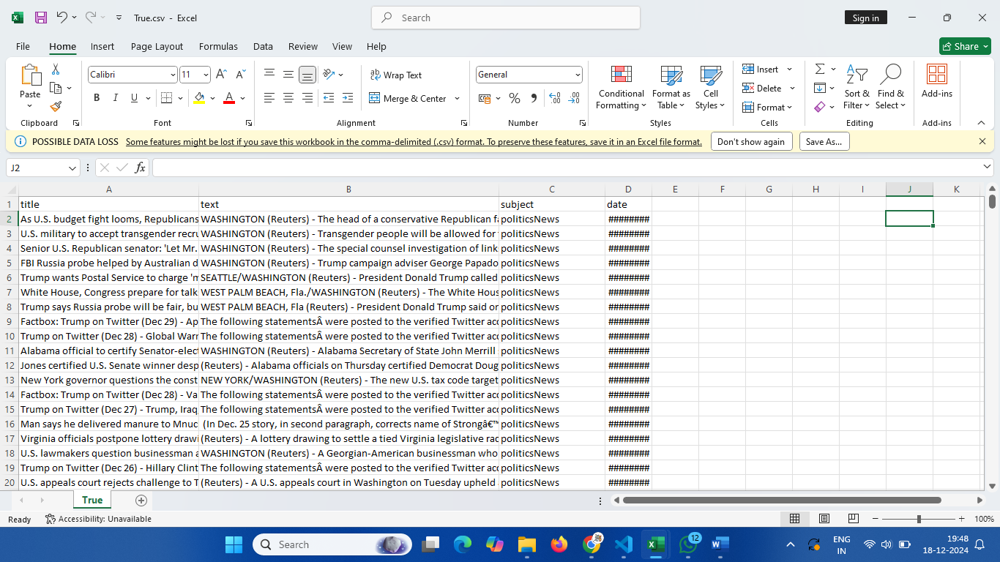 True.csv - Excel
Search
Sign in
File Home Insert Page Layout Formulas Data Review View Help
Share
Paste
Clipboard
Calibri 11
B I U
Font
Wrap Text
Merge & Center
Alignment
General
Number
Conditional Formatting
Format as Table
Cell Styles
Styles
Insert
Delete
Format
Cells
Sort & Filter
Find & Select
Editing
Add-ins
Add-ins
POSSIBLE DATA LOSS Some features might be lost if you save this workbook in the comma-delimited (.csv) format. To preserve these features, save it in an Excel file format. Don't show again Save As...
J2 fx
A B C D E F G H I J K
1 title text subject date
2 As U.S. budget fight looms, Republicans WASHINGTON (Reuters) - The head of a conservative Republican fa politicsNews ########
3 U.S. military to accept transgender recru WASHINGTON (Reuters) - Transgender people will be allowed for politicsNews ########
4 Senior U.S. Republican senator: 'Let Mr. WASHINGTON (Reuters) - The special counsel investigation of link politicsNews ########
5 FBI Russia probe helped by Australian d WASHINGTON (Reuters) - Trump campaign adviser George Papado politicsNews ########
6 Trump wants Postal Service to charge 'm SEATTLE/WASHINGTON (Reuters) - President Donald Trump called politicsNews ########
7 White House, Congress prepare for talk WEST PALM BEACH, Fla./WASHINGTON (Reuters) - The White Hous politicsNews ########
8 Trump says Russia probe will be fair, bu WEST PALM BEACH, Fla (Reuters) - President Donald Trump said on politicsNews ########
9 Factbox: Trump on Twitter (Dec 29) - Ap The following statementsÂ were posted to the verified Twitter acc politicsNews ########
10 Trump on Twitter (Dec 28) - Global Warr The following statementsÂ were posted to the verified Twitter acc politicsNews ########
11 Alabama official to certify Senator-elect WASHINGTON (Reuters) - Alabama Secretary of State John Merrill politicsNews ########
12 Jones certified U.S. Senate winner desp (Reuters) - Alabama officials on Thursday certified Democrat Doug politicsNews ########
13 New York governor questions the const NEW YORK/WASHINGTON (Reuters) - The new U.S. tax code target politicsNews ########
14 Factbox: Trump on Twitter (Dec 28) - Va The following statementsÂ were posted to the verified Twitter acc politicsNews ########
15 Trump on Twitter (Dec 27) - Trump, Iraq The following statementsÂ were posted to the verified Twitter acc politicsNews ########
16 Man says he delivered manure to Mnuc (In Dec. 25 story, in second paragraph, corrects name of Strongâ€™ politicsNews ########
17 Virginia officials postpone lottery drawi (Reuters) - A lottery drawing to settle a tied Virginia legislative rac politicsNews ########
18 U.S. lawmakers question businessman a WASHINGTON (Reuters) - A Georgian-American businessman who politicsNews ########
19 Trump on Twitter (Dec 26) - Hillary Clint The following statementsÂ were posted to the verified Twitter acc politicsNews ########
20 U.S. appeals court rejects challenge to T (Reuters) - A U.S. appeals court in Washington on Tuesday upheld politicsNews ########
True
Ready Accessibility: Unavailable 100%
Search
12
ENG
IN
19:48
18-12-2024